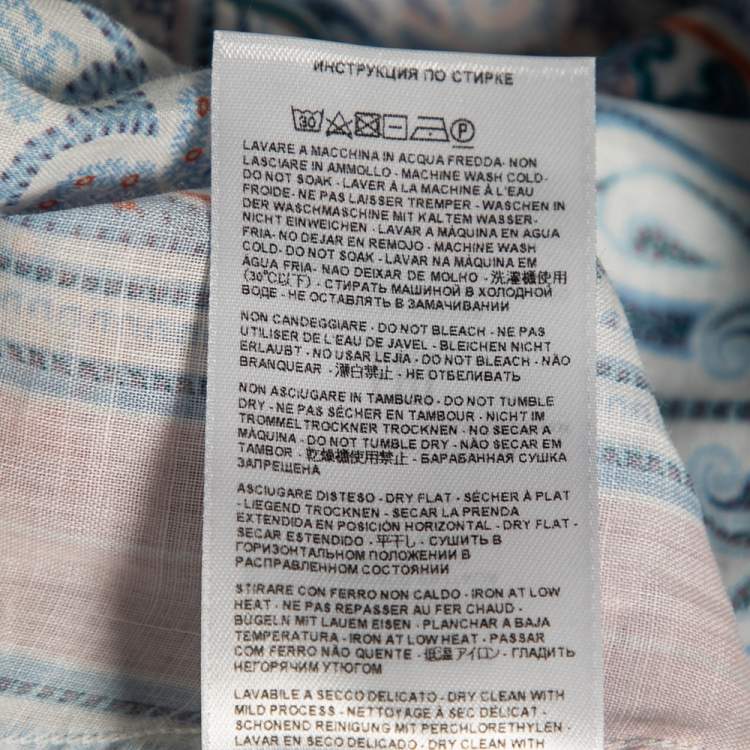 ИНСТРУКЦИЯ ПО СТИРКЕ
30 P
LAVARE A MACCHINA IN ACQUA FREDDA- NON
LASCIARE IN AMMOLLO - MACHINE WASH COLD-
DO NOT SOAK - LAVER À LA MACHINE À L'EAU
FROIDE- NE PAS LAISSER TREMPER - WASCHEN IN
DER WASCHMASCHINE MIT KALTEM WASSER-
NICHT EINWEICHEN - LAVAR A MÁQUINA EN AGUA
FRIA- NO DEJAR EN REMOJO - MACHINE WASH
COLD- DO NOT SOAK - LAVAR NA MÁQUINA EM
ÁGUA FRIA- NAO DEIXAR DE MOLHO - 洗濯機使用
(30℃以下) - СТИРАТЬ МАШИНОЙ В ХОЛОДНОЙ
ВОДЕ - НЕ ОСТАВЛЯТЬ В ЗАМАЧИВАНИИ
NON CANDEGGIARE - DO NOT BLEACH - NE PAS
UTILISER DE L'EAU DE JAVEL - BLEICHEN NICHT
ERLAUBT - NO USAR LEJÍA - DO NOT BLEACH - NÃO
BRANQUEAR - 漂白禁止 - НЕ ОТБЕЛИВАТЬ
NON ASCIUGARE IN TAMBURO - DO NOT TUMBLE
DRY - NE PAS SÉCHER EN TAMBOUR - NICHT IM
TROMMELTROCKNER TROCKNEN - NO SECAR A
MÁQUINA - DO NOT TUMBLE DRY - NÃO SECAR EM
TAMBOR - 乾燥機使用禁止 - БАРАБАННАЯ СУШКА
ЗАПРЕЩЕНА
ASCIUGARE DISTESO - DRY FLAT - SÉCHER À PLAT
- LIEGEND TROCKNEN - SECAR LA PRENDA
EXTENDIDA EN POSICIÓN HORIZONTAL - DRY FLAT -
SECAR ESTENDIDO - 平干し - СУШИТЬ В
ГОРИЗОНТАЛЬНОМ ПОЛОЖЕНИИ В
РАСПРАВЛЕННОМ СОСТОЯНИИ
STIRARE CON FERRO NON CALDO - IRON AT LOW
HEAT - NE PAS REPASSER AU FER CHAUD -
BÜGELN MIT LAUEM EISEN - PLANCHAR A BAJA
TEMPERATURA - IRON AT LOW HEAT - PASSAR
COM FERRO NÃO QUENTE - 低温アイロン - ГЛАДИТЬ
НЕГОРЯЧИМ УТЮГОМ
LAVABILE A SECCO DELICATO - DRY CLEAN WITH
MILD PROCESS - NETTOYAGE À SEC DÉLICAT -
SCHONEND REINIGUNG MIT PERCHLORETHYLEN -
LAVAR EN SECO DELICADO - DRY CLEAN WITH